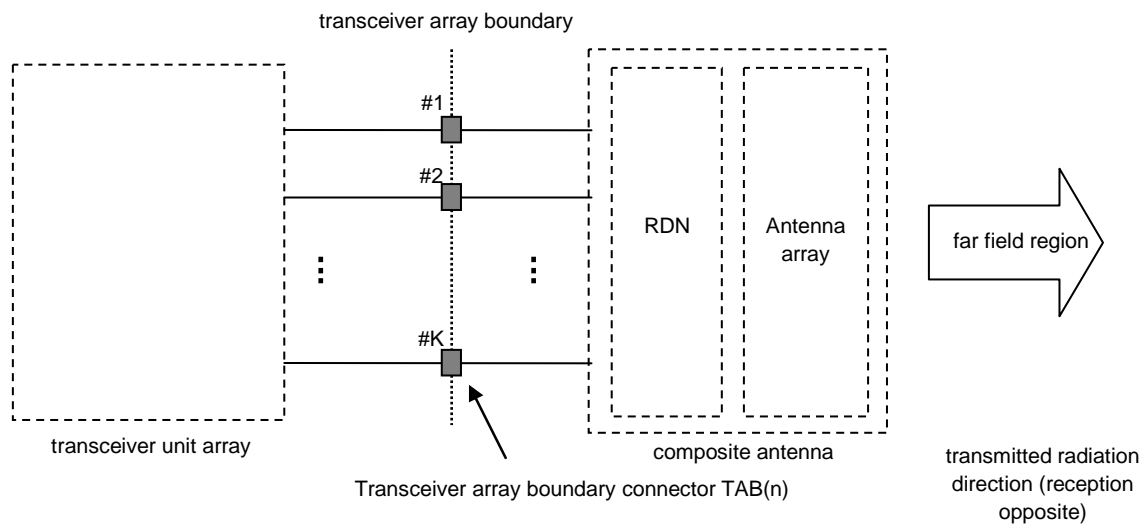 transceiver array boundary
#1
#2
#K
RDN
Antenna
array
far field region
transceiver unit array
composite antenna
Transceiver array boundary connector TAB(n)
transmitted radiation
direction (reception
opposite)